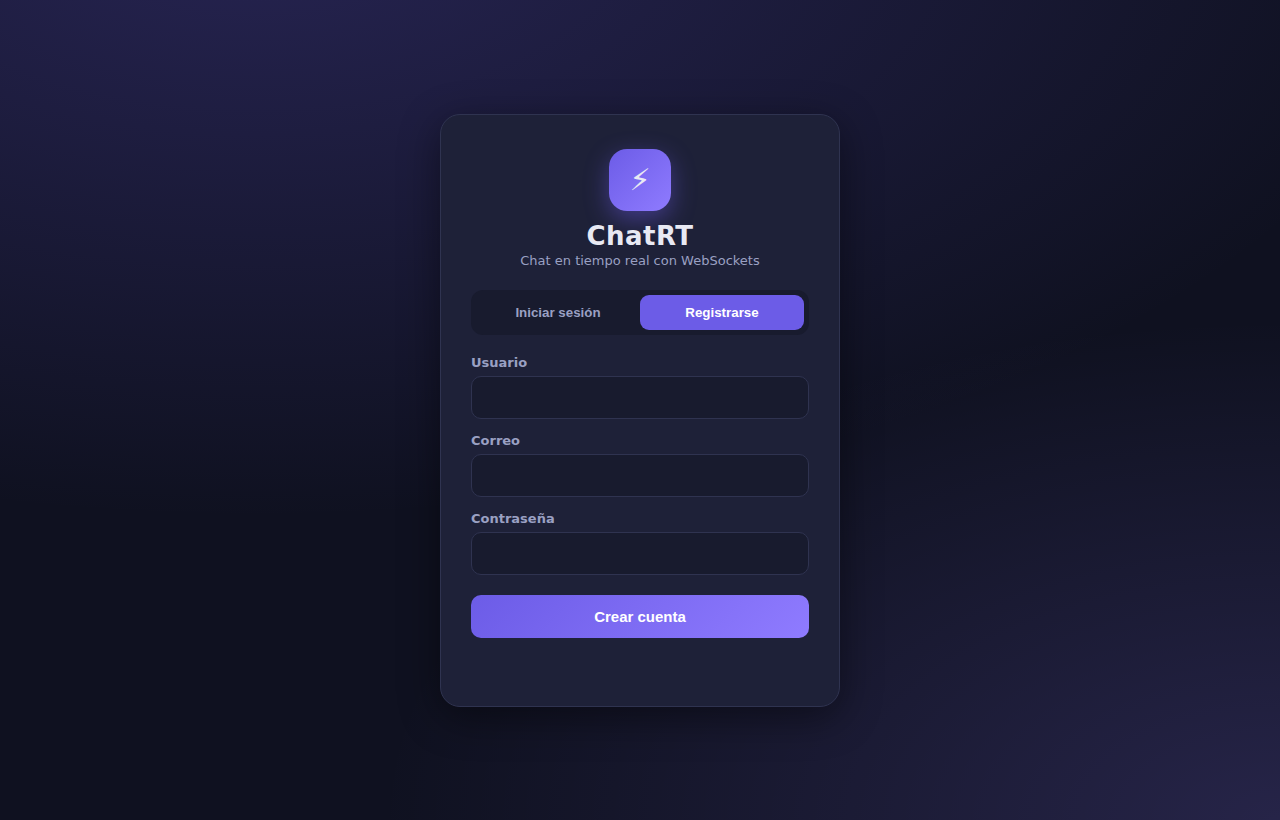 ChatRT
Chat en tiempo real con WebSockets
Iniciar sesión
Registrarse
Usuario
Correo
Contraseña
Crear cuenta